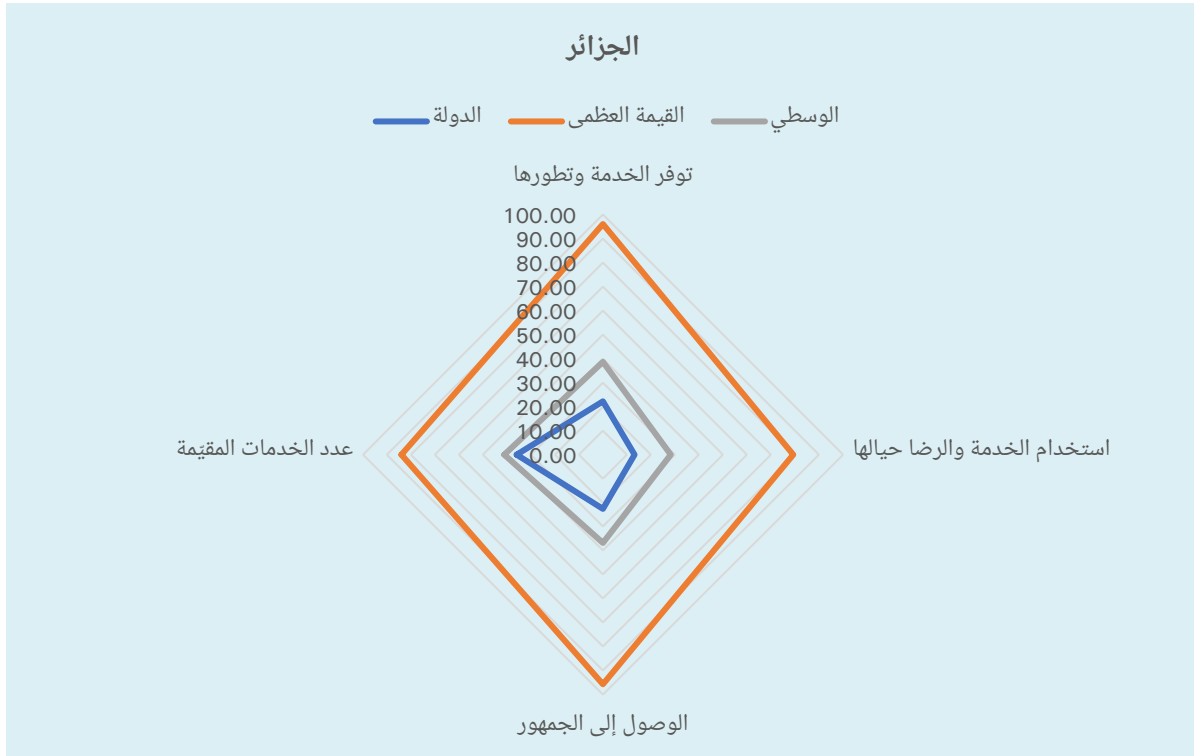 الجزائر
الدولة القيمة العظمى الوسطي
توفر الخدمة وتطورها
100.00
90.00
80.00
70.00
60.00
50.00
40.00
30.00
20.00
10.00
0.00
استخدام الخدمة والرضا حيالها
عدد الخدمات المقيّمة
الوصول إلى الجمهور